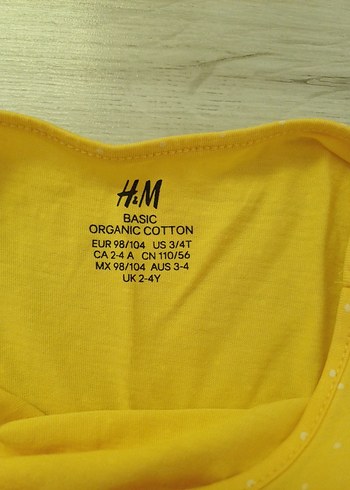 H&M
BASIC
ORGANIC COTTON
EUR 98/104 US 3/4T
CA 2-4 A CN 110/56
MX 98/104 AUS 3-4
UK 2-4Y